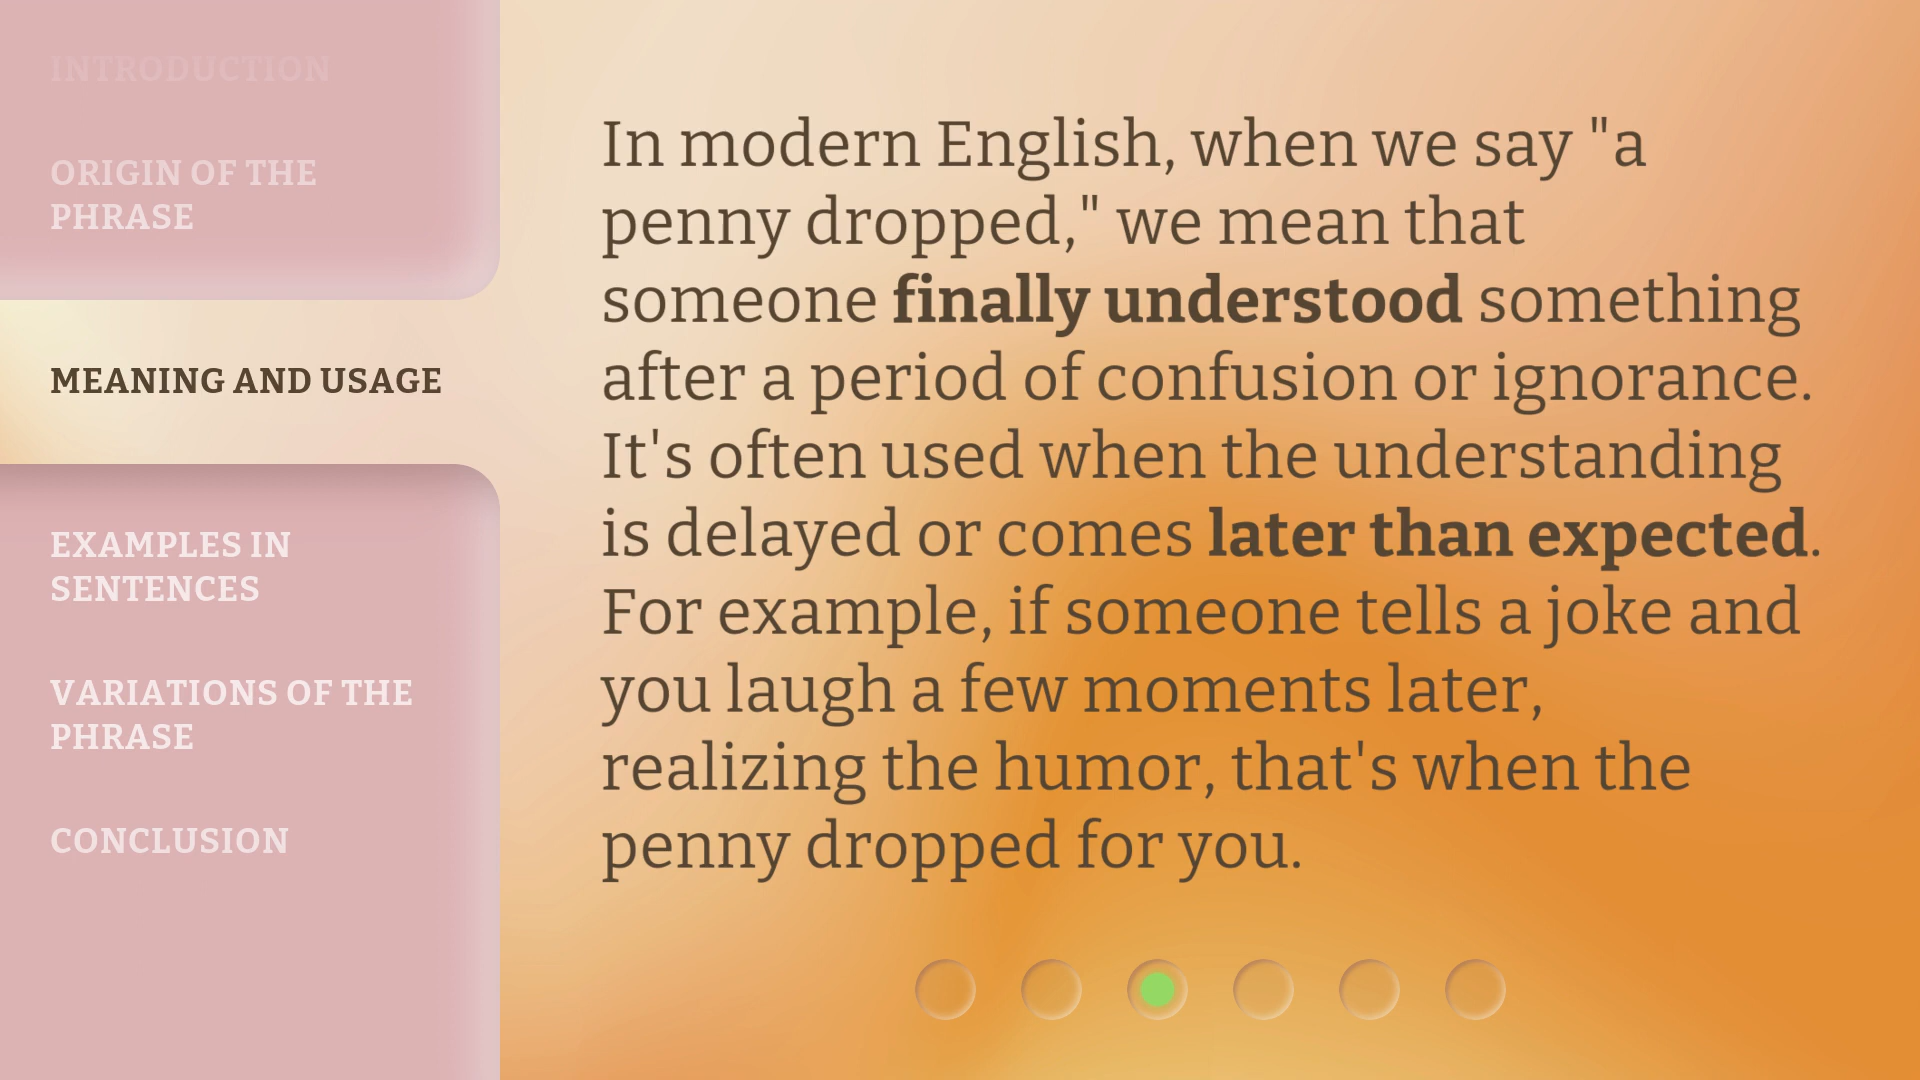 INTRODUCTION
ORIGIN OF THE
PHRASE
MEANING AND USAGE
EXAMPLES IN
SENTENCES
VARIATIONS OF THE
PHRASE
CONCLUSION
In modern English, when we say "a
penny dropped," we mean that
someone finally understood something
after a period of confusion or ignorance.
It's often used when the understanding
is delayed or comes later than expected.
For example, if someone tells a joke and
you laugh a few moments later,
realizing the humor, that's when the
penny dropped for you.